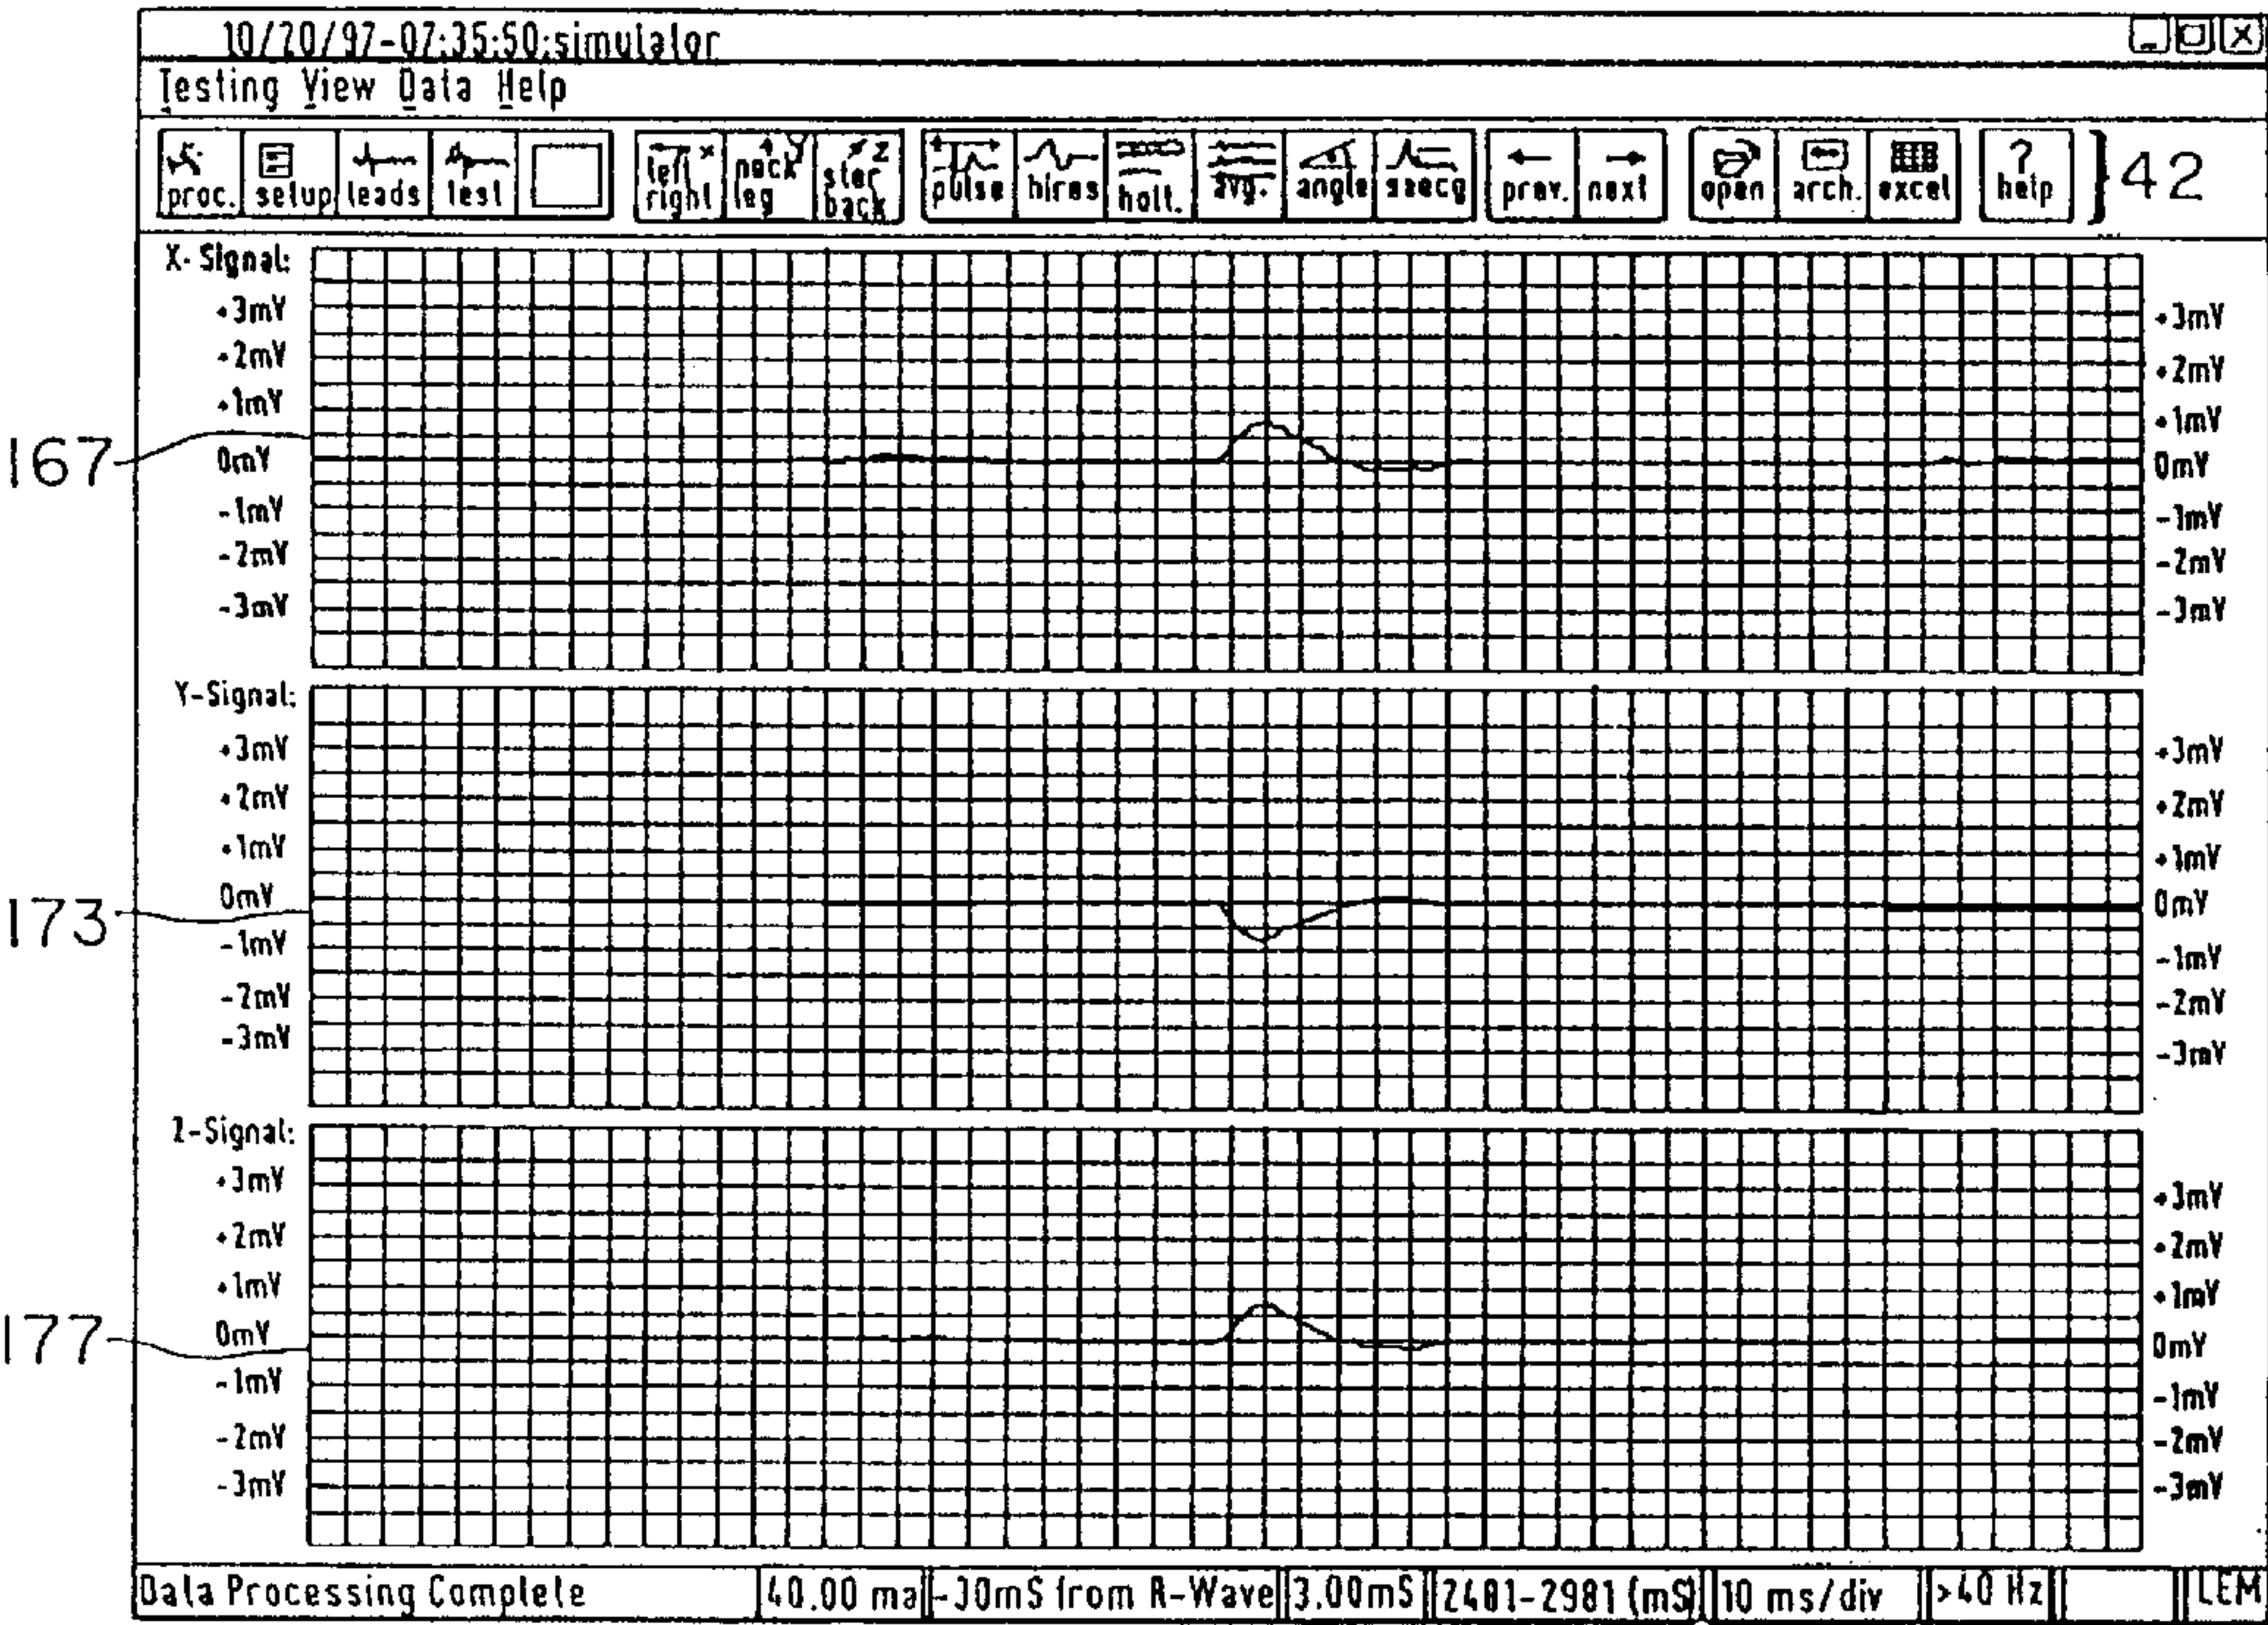 10/20/97-07:35:50:simulator
Testing View Data Help
proc. setup leads test left right x neck leg Y ster back z pulse hires holt. avg. angle saecg prev. next open arch. excel ? help 42
X-Signal:
+3mV +3mV
+2mV +2mV
+1mV +1mV
167
0mV 0mV
-1mV -1mV
-2mV -2mV
-3mV -3mV
Y-Signal:
+3mV +3mV
+2mV +2mV
+1mV +1mV
0mV 0mV
173
-1mV -1mV
-2mV -2mV
-3mV -3mV
Z-Signal:
+3mV +3mV
+2mV +2mV
+1mV +1mV
0mV 0mV
177
-1mV -1mV
-2mV -2mV
-3mV -3mV
Data Processing Complete 40.00 ma -30mS from R-Wave 3.00mS 2481-2981 (mS) 10 ms/div >40 Hz LEM